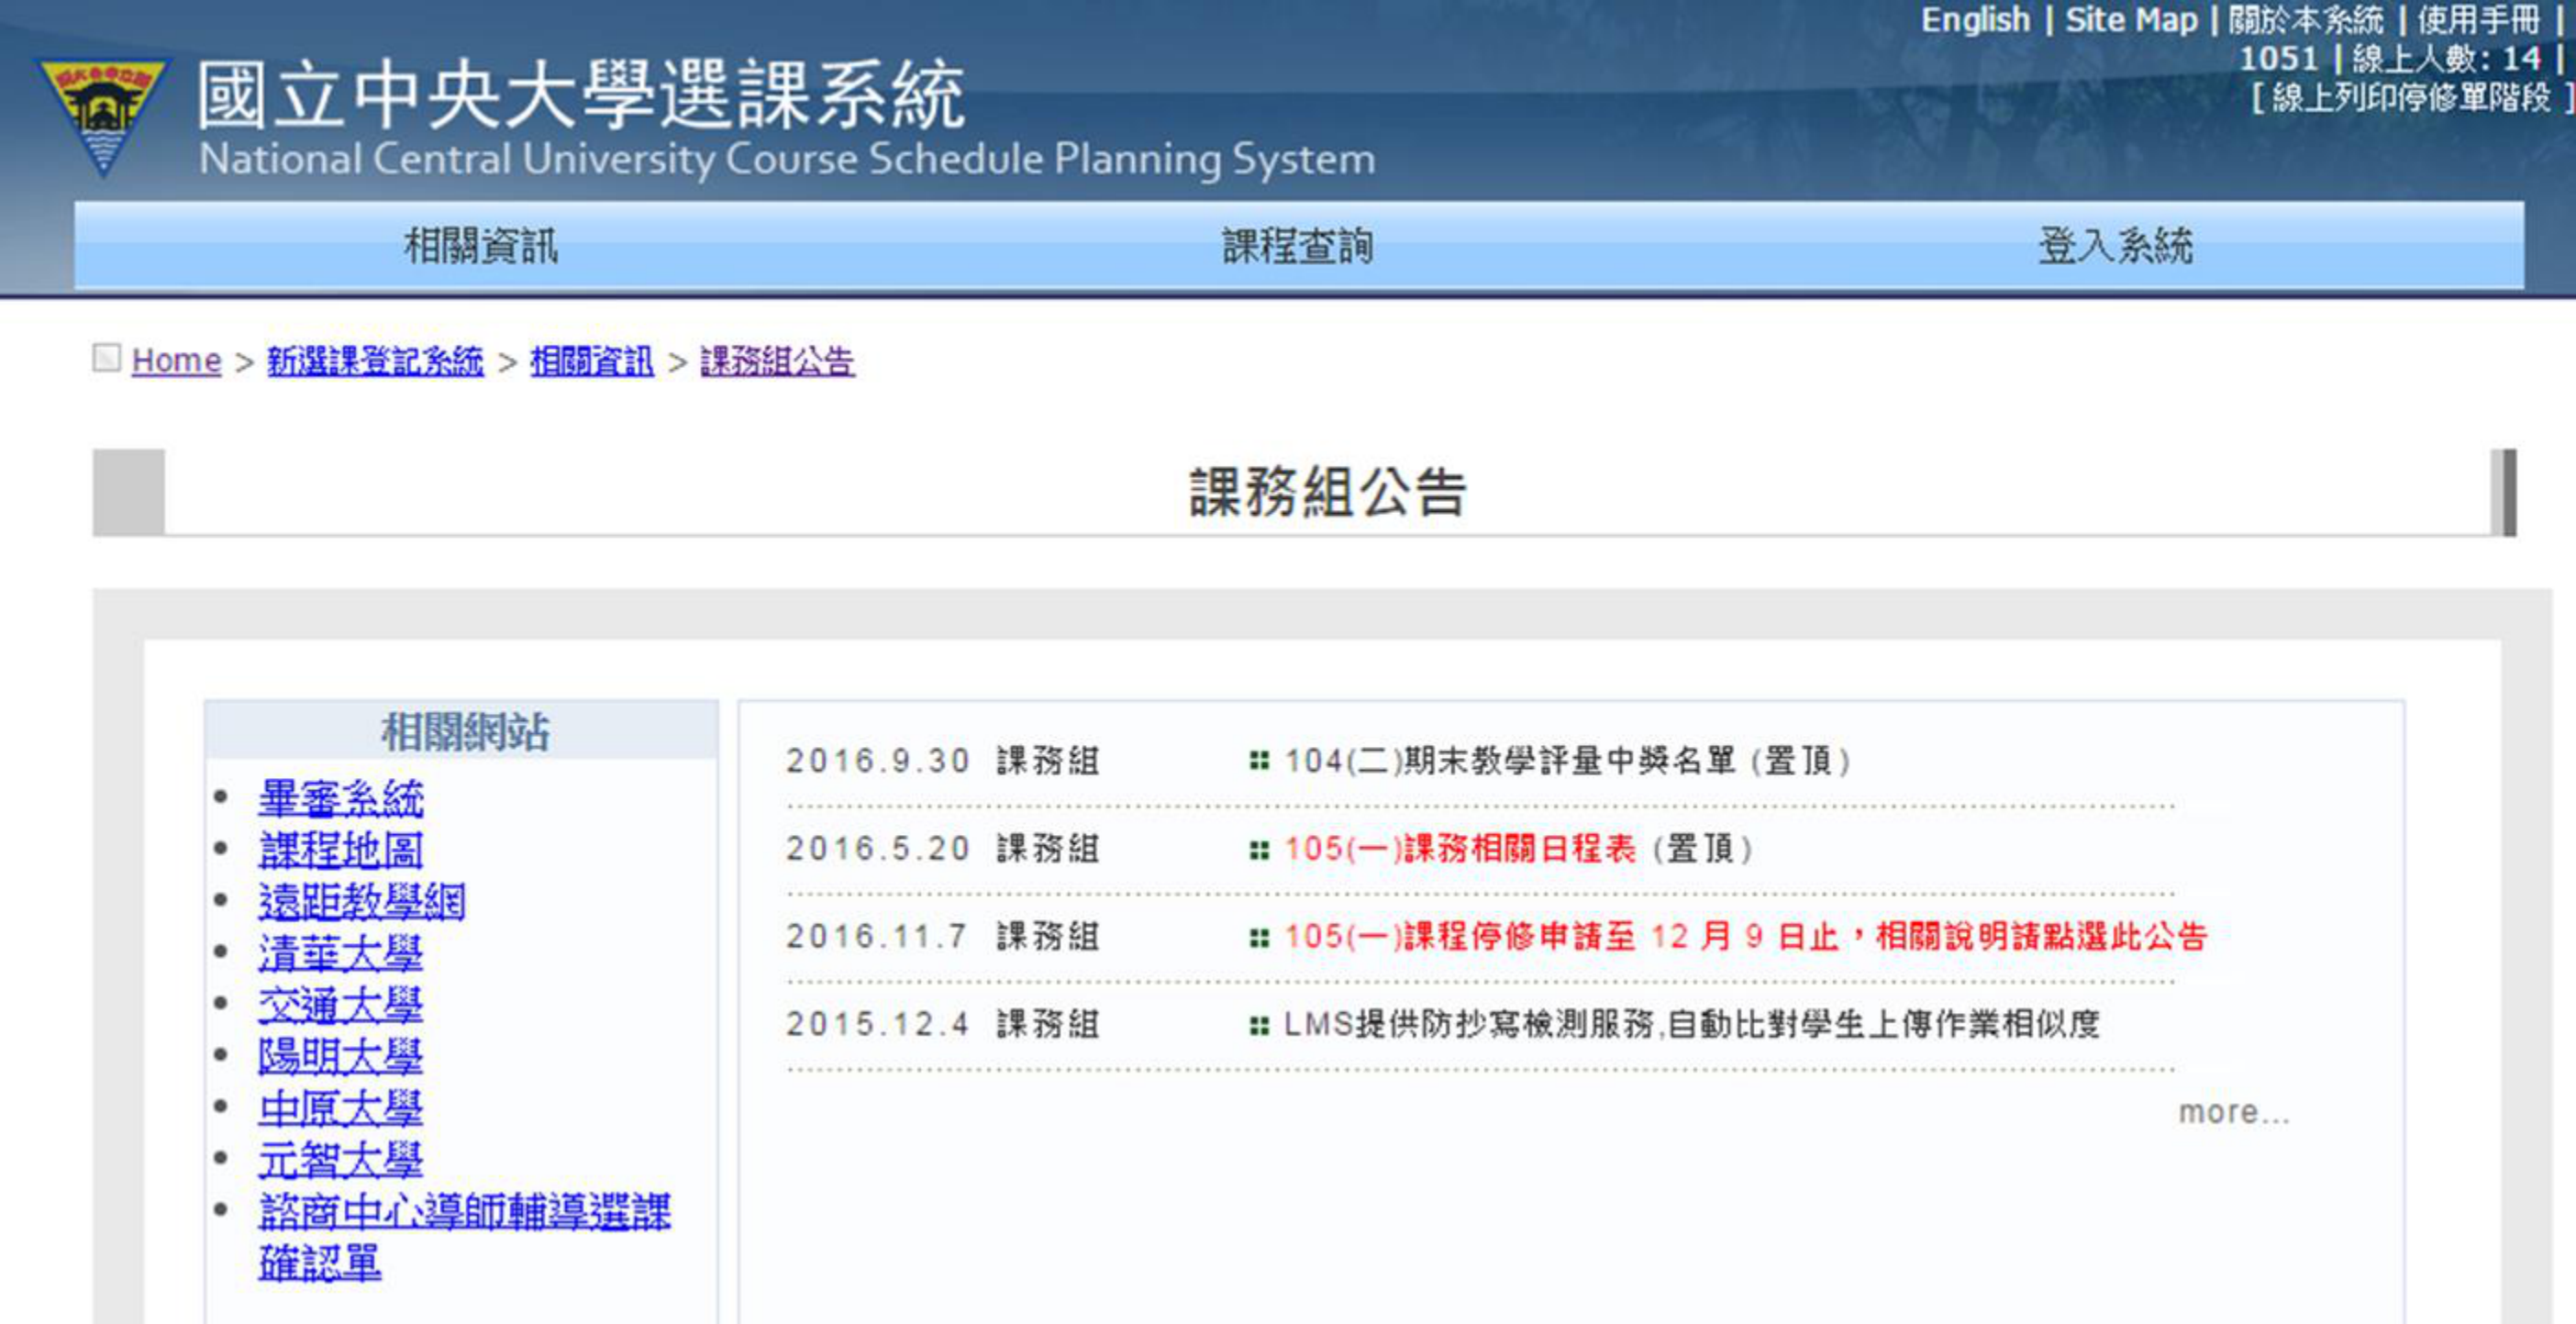 English | Site Map | 關於本系統 | 使用手冊 |
1051 | 線上人數: 14 |
[ 線上列印停修單階段 ]
國立中央大學選課系統
National Central University Course Schedule Planning System
相關資訊 課程查詢 登入系統
Home > 新選課登記系統 > 相關資訊 > 課務組公告
課務組公告
相關網站
畢審系統
課程地圖
遠距教學網
清華大學
交通大學
陽明大學
中原大學
元智大學
諮商中心導師輔導選課
確認單
2016.9.30 課務組 104(二)期末教學評量中獎名單 (置頂)
2016.5.20 課務組 105(一)課務相關日程表 (置頂)
2016.11.7 課務組 105(一)課程停修申請至 12 月 9 日止，相關說明請點選此公告
2015.12.4 課務組 LMS提供防抄寫檢測服務,自動比對學生上傳作業相似度
more...